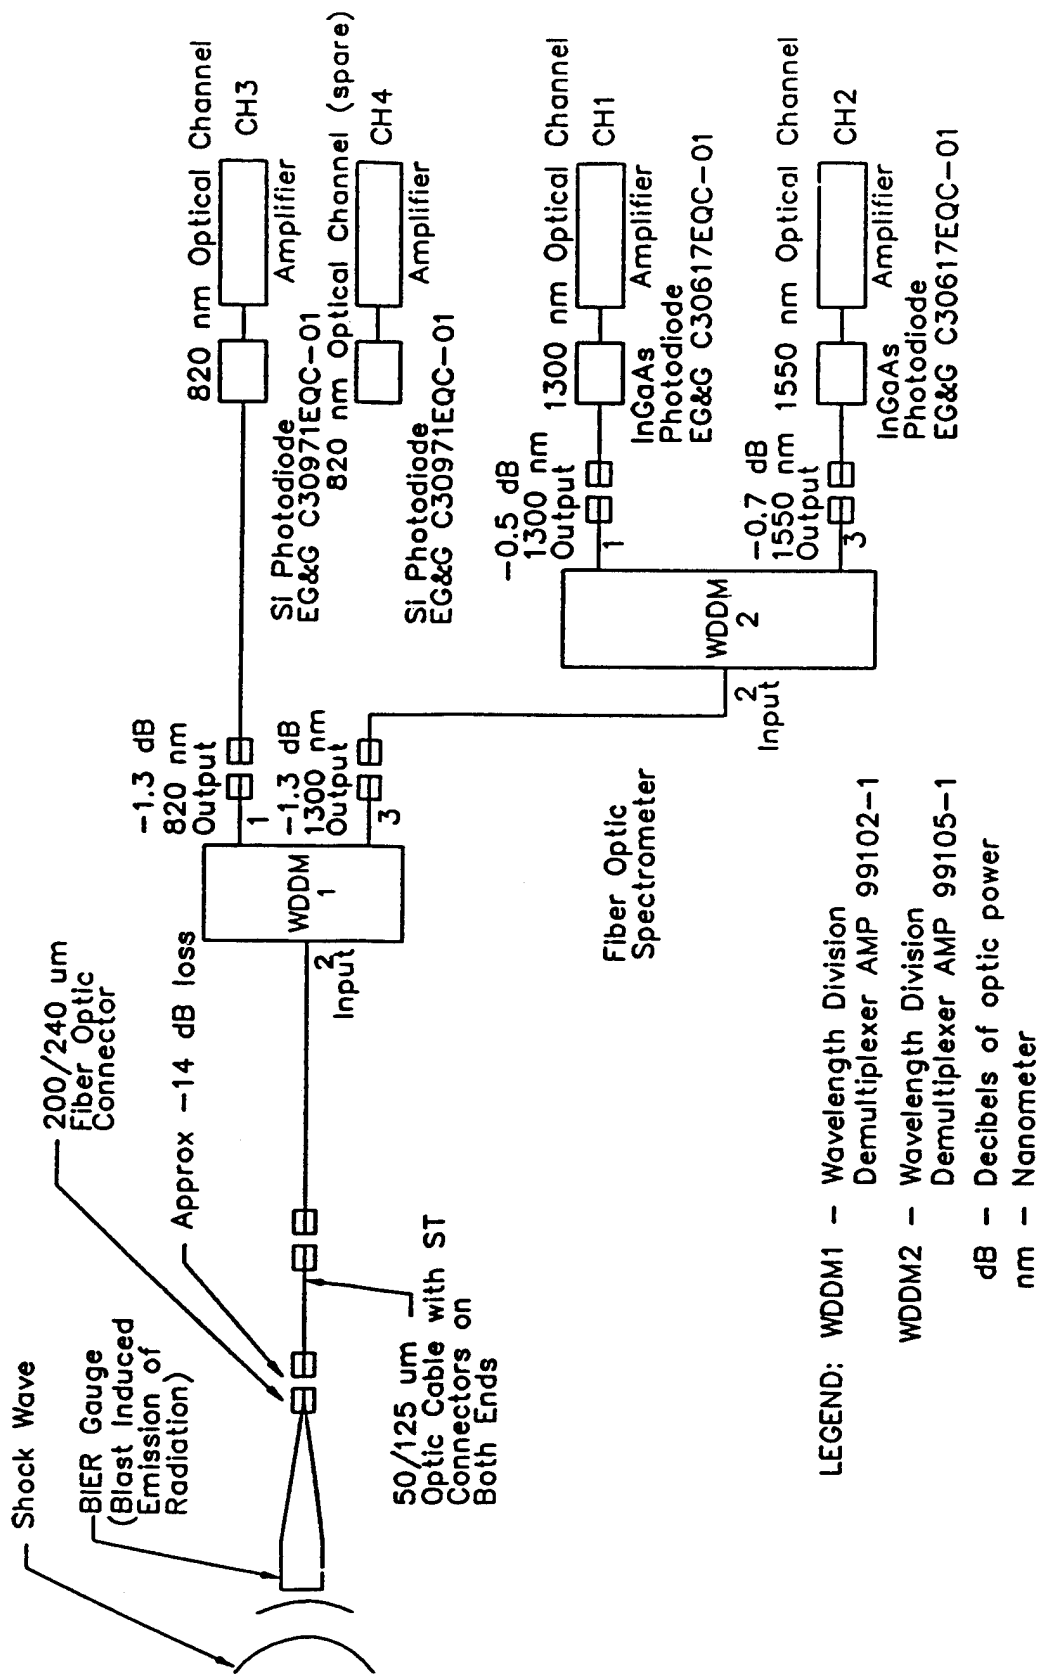 Shock Wave
BIER Gauge
(Blast Induced
Emission of
Radiation)
200/240 um
Fiber Optic
Connector
Approx -14 dB loss
50/125 um
Optic Cable with ST
Connectors on
Both Ends
2
Input
WDDM
1
-1.3 dB
820 nm
Output
1
-1.3 dB
1300 nm
Output
3
820 nm Optical Channel
CH3
Amplifier
Si Photodiode
EG&G C30971EQC-01
820 nm Optical Channel (spare)
CH4
Amplifier
Si Photodiode
EG&G C30971EQC-01
2
Input
WDDM
2
-0.5 dB
1300 nm
Output
1
1300 nm Optical Channel
CH1
Amplifier
InGaAs
Photodiode
EG&G C30617EQC-01
-0.7 dB
1550 nm
Output
3
1550 nm Optical Channel
CH2
Amplifier
InGaAs
Photodiode
EG&G C30617EQC-01
Fiber Optic
Spectrometer
LEGEND: WDDM1 - Wavelength Division
Demultiplexer AMP 99102-1
WDDM2 - Wavelength Division
Demultiplexer AMP 99105-1
dB - Decibels of optic power
nm - Nanometer